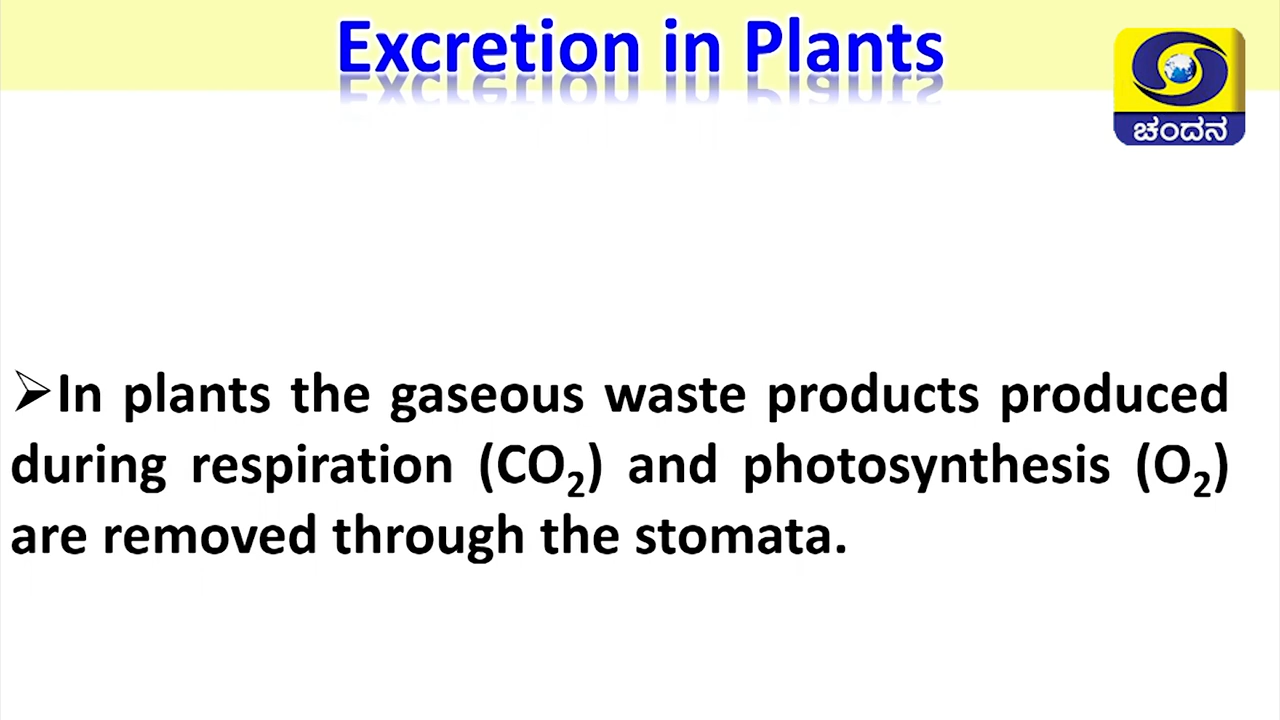 Excretion in Plants
ಚಂದನ
➢In plants the gaseous waste products produced
during respiration (CO₂) and photosynthesis (O₂)
are removed through the stomata.